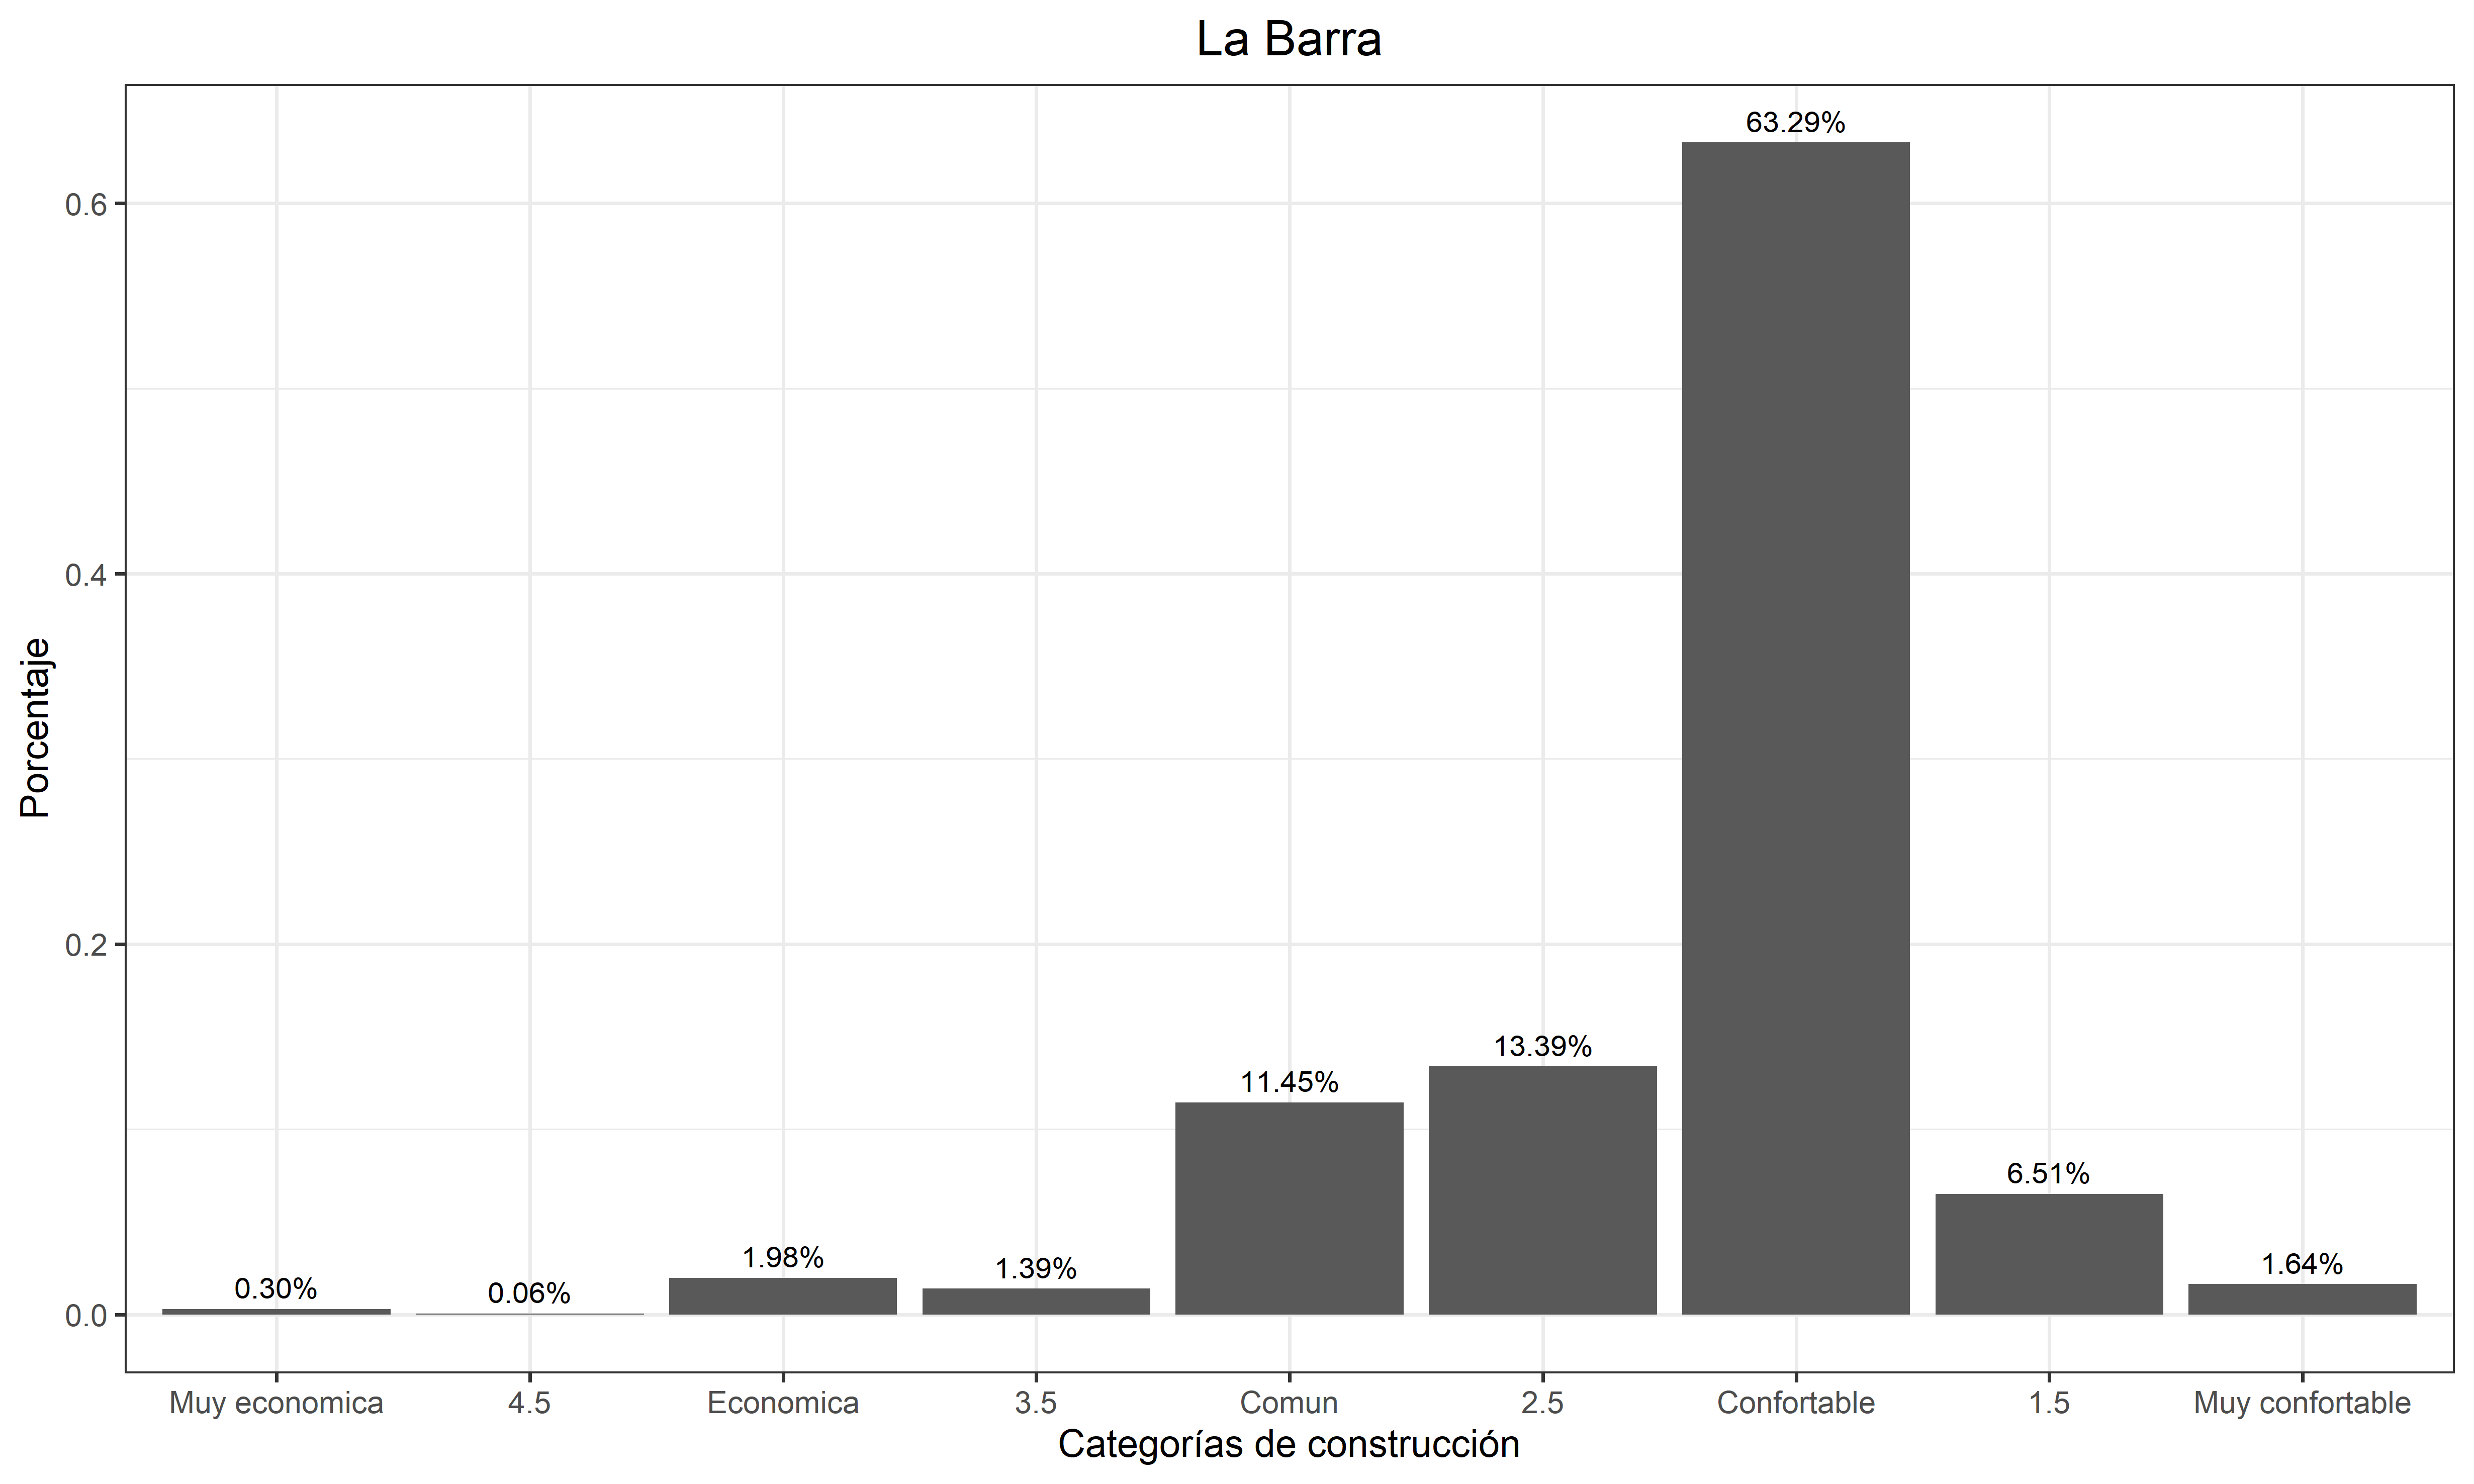 La Barra
Porcentaje
0.6
0.4
0.2
0.0
0.30%
0.06%
1.98%
1.39%
11.45%
13.39%
63.29%
6.51%
1.64%
Muy economica
4.5
Economica
3.5
Comun
2.5
Confortable
1.5
Muy confortable
Categorías de construcción